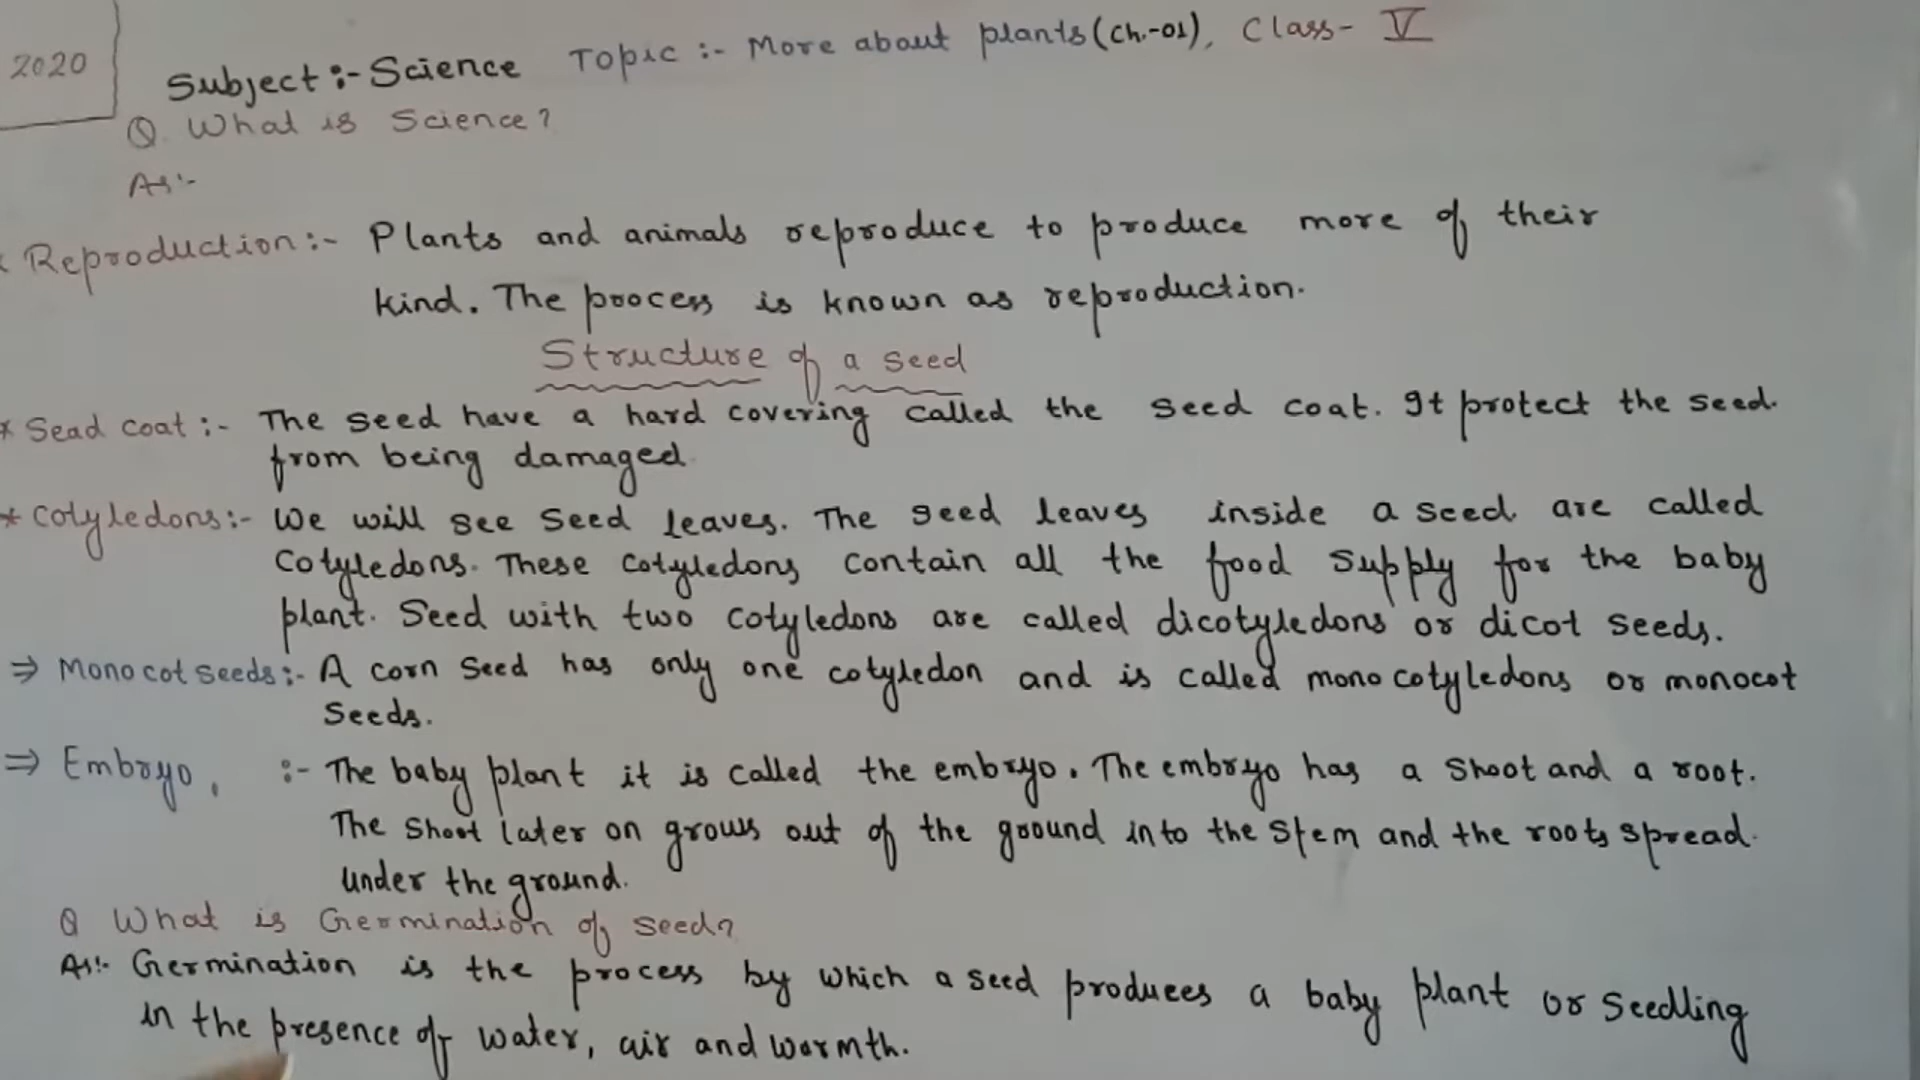 2020
Subject :- Science Topic :- More about plants (Ch.-01), Class- V
Q. What is Science?
As:-
Reproduction :- Plants and animals reproduce to produce more of their
kind. The process is known as reproduction.
Structure of a seed
* Sead coat :- The seed have a hard covering called the seed coat. It protect the seed.
from being damaged.
* Cotyledons :- We will see seed leaves. The seed leaves inside a seed are called
Cotyledons. These cotyledons contain all the food supply for the baby
plant. Seed with two cotyledons are called dicotyledons or dicot seeds.
⇒ Monocot seeds :- A corn seed has only one cotyledon and is called mono cotyledons or monocot
seeds.
⇒ Embryo, :- The baby plant it is called the embryo. The embryo has a shoot and a root.
The shoot later on grows out of the ground into the stem and the roots spread.
under the ground.
Q What is Germination of seed?
As:- Germination is the process by which a seed produces a baby plant or seedling
in the presence of water, air and warmth.